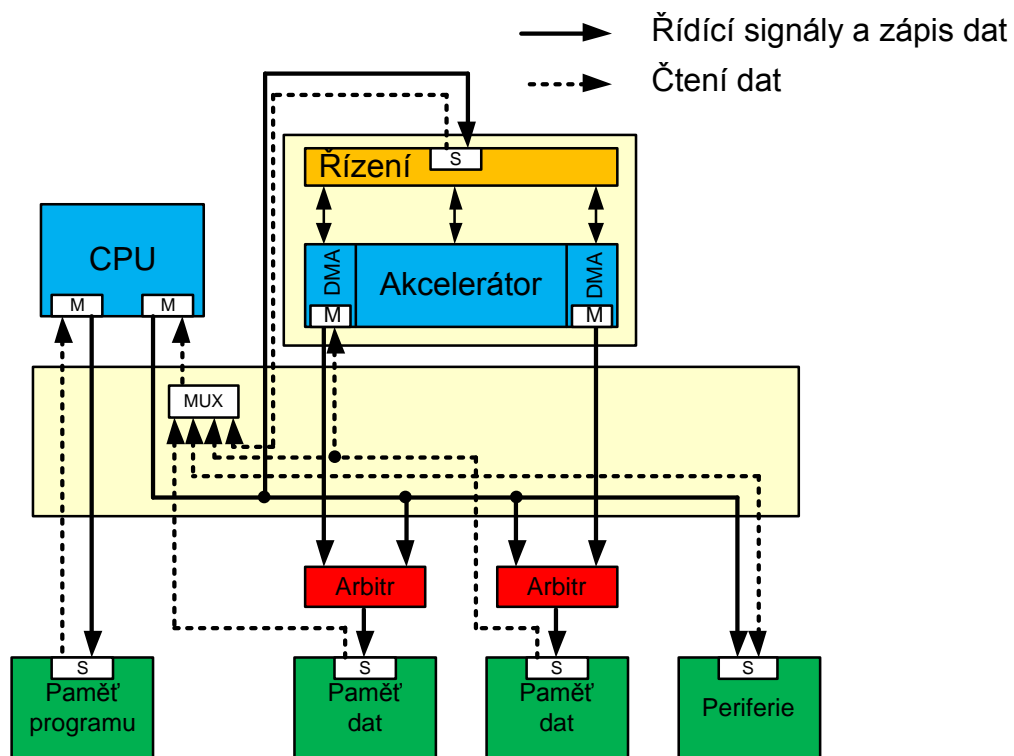 Řídící signály a zápis dat
Čtení dat
S
Řízení
CPU
M
M
DMA
Akcelerátor
DMA
M
M
MUX
Arbitr
Arbitr
S
Paměť
programu
S
Paměť
dat
S
Paměť
dat
S
Periferie